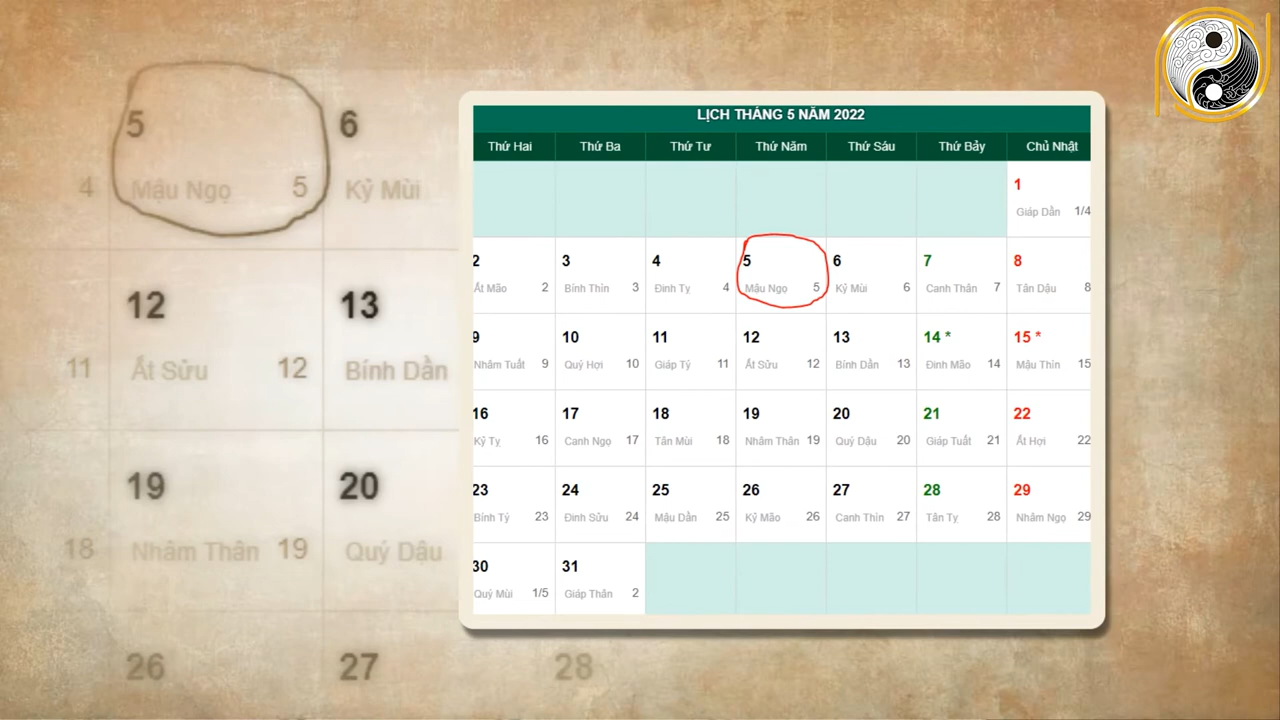 5
6
4
Mậu Ngọ 5
Kỷ Mùi
12
13
11
Ất Sửu 12
Bính Dần
19
20
18
Nhâm Thân 19
Quý Dậu
26
27
28
LỊCH THÁNG 5 NĂM 2022
Thứ Hai Thứ Ba Thứ Tư Thứ Năm Thứ Sáu Thứ Bảy Chủ Nhật
1
Giáp Dần 1/4
2 3 4 5 6 7 8
Ất Mão 2 Bính Thìn 3 Đinh Tỵ 4 Mậu Ngọ 5 Kỷ Mùi 6 Canh Thân 7 Tân Dậu 8
9 10 11 12 13 14 * 15 *
Nhâm Tuất 9 Quý Hợi 10 Giáp Tý 11 Ất Sửu 12 Bính Dần 13 Đinh Mão 14 Mậu Thìn 15
16 17 18 19 20 21 22
Kỷ Tỵ 16 Canh Ngọ 17 Tân Mùi 18 Nhâm Thân 19 Quý Dậu 20 Giáp Tuất 21 Ất Hợi 22
23 24 25 26 27 28 29
Bính Tý 23 Đinh Sửu 24 Mậu Dần 25 Kỷ Mão 26 Canh Thìn 27 Tân Tỵ 28 Nhâm Ngọ 29
30 31
Quý Mùi 1/5 Giáp Thân 2